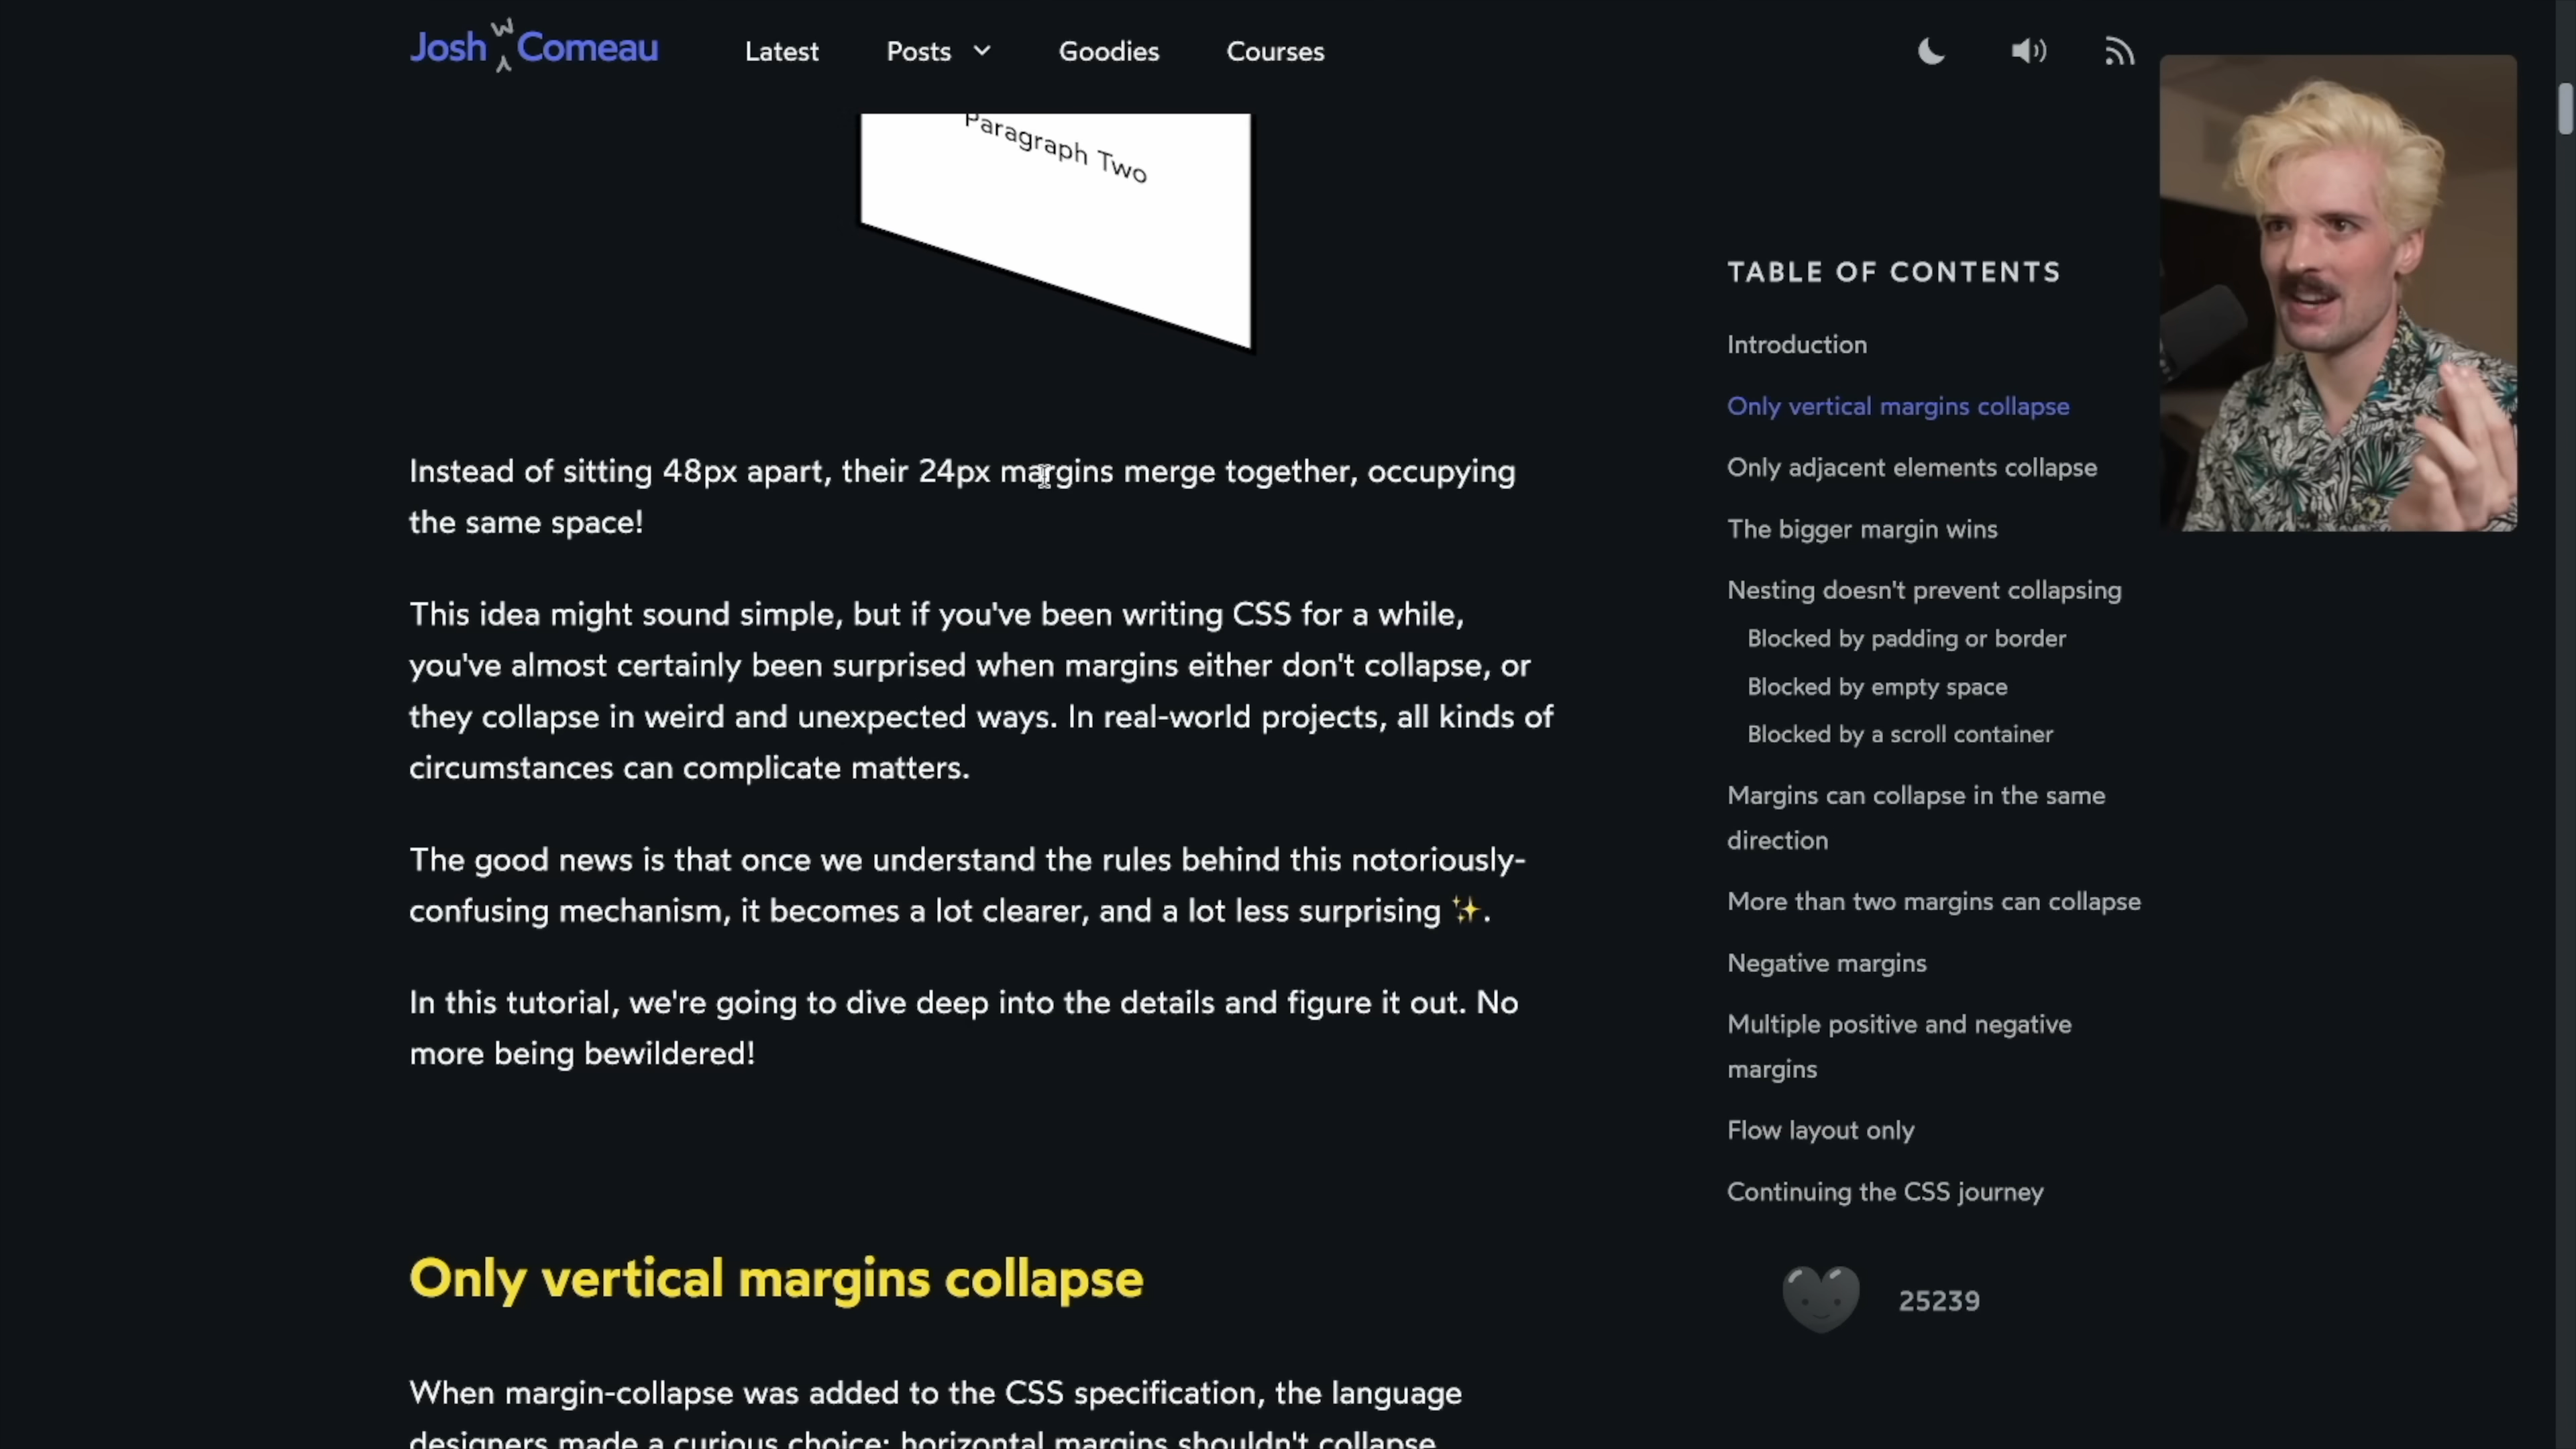 Josh W Comeau
Latest
Posts
Goodies
Courses
Paragraph Two
Instead of sitting 48px apart, their 24px margins merge together, occupying
the same space!
This idea might sound simple, but if you've been writing CSS for a while,
you've almost certainly been surprised when margins either don't collapse, or
they collapse in weird and unexpected ways. In real-world projects, all kinds of
circumstances can complicate matters.
The good news is that once we understand the rules behind this notoriously-
confusing mechanism, it becomes a lot clearer, and a lot less surprising ✨.
In this tutorial, we're going to dive deep into the details and figure it out. No
more being bewildered!
Only vertical margins collapse
When margin-collapse was added to the CSS specification, the language
designers made a curious choice: horizontal margins shouldn't collapse
TABLE OF CONTENTS
Introduction
Only vertical margins collapse
Only adjacent elements collapse
The bigger margin wins
Nesting doesn't prevent collapsing
Blocked by padding or border
Blocked by empty space
Blocked by a scroll container
Margins can collapse in the same
direction
More than two margins can collapse
Negative margins
Multiple positive and negative
margins
Flow layout only
Continuing the CSS journey
25239